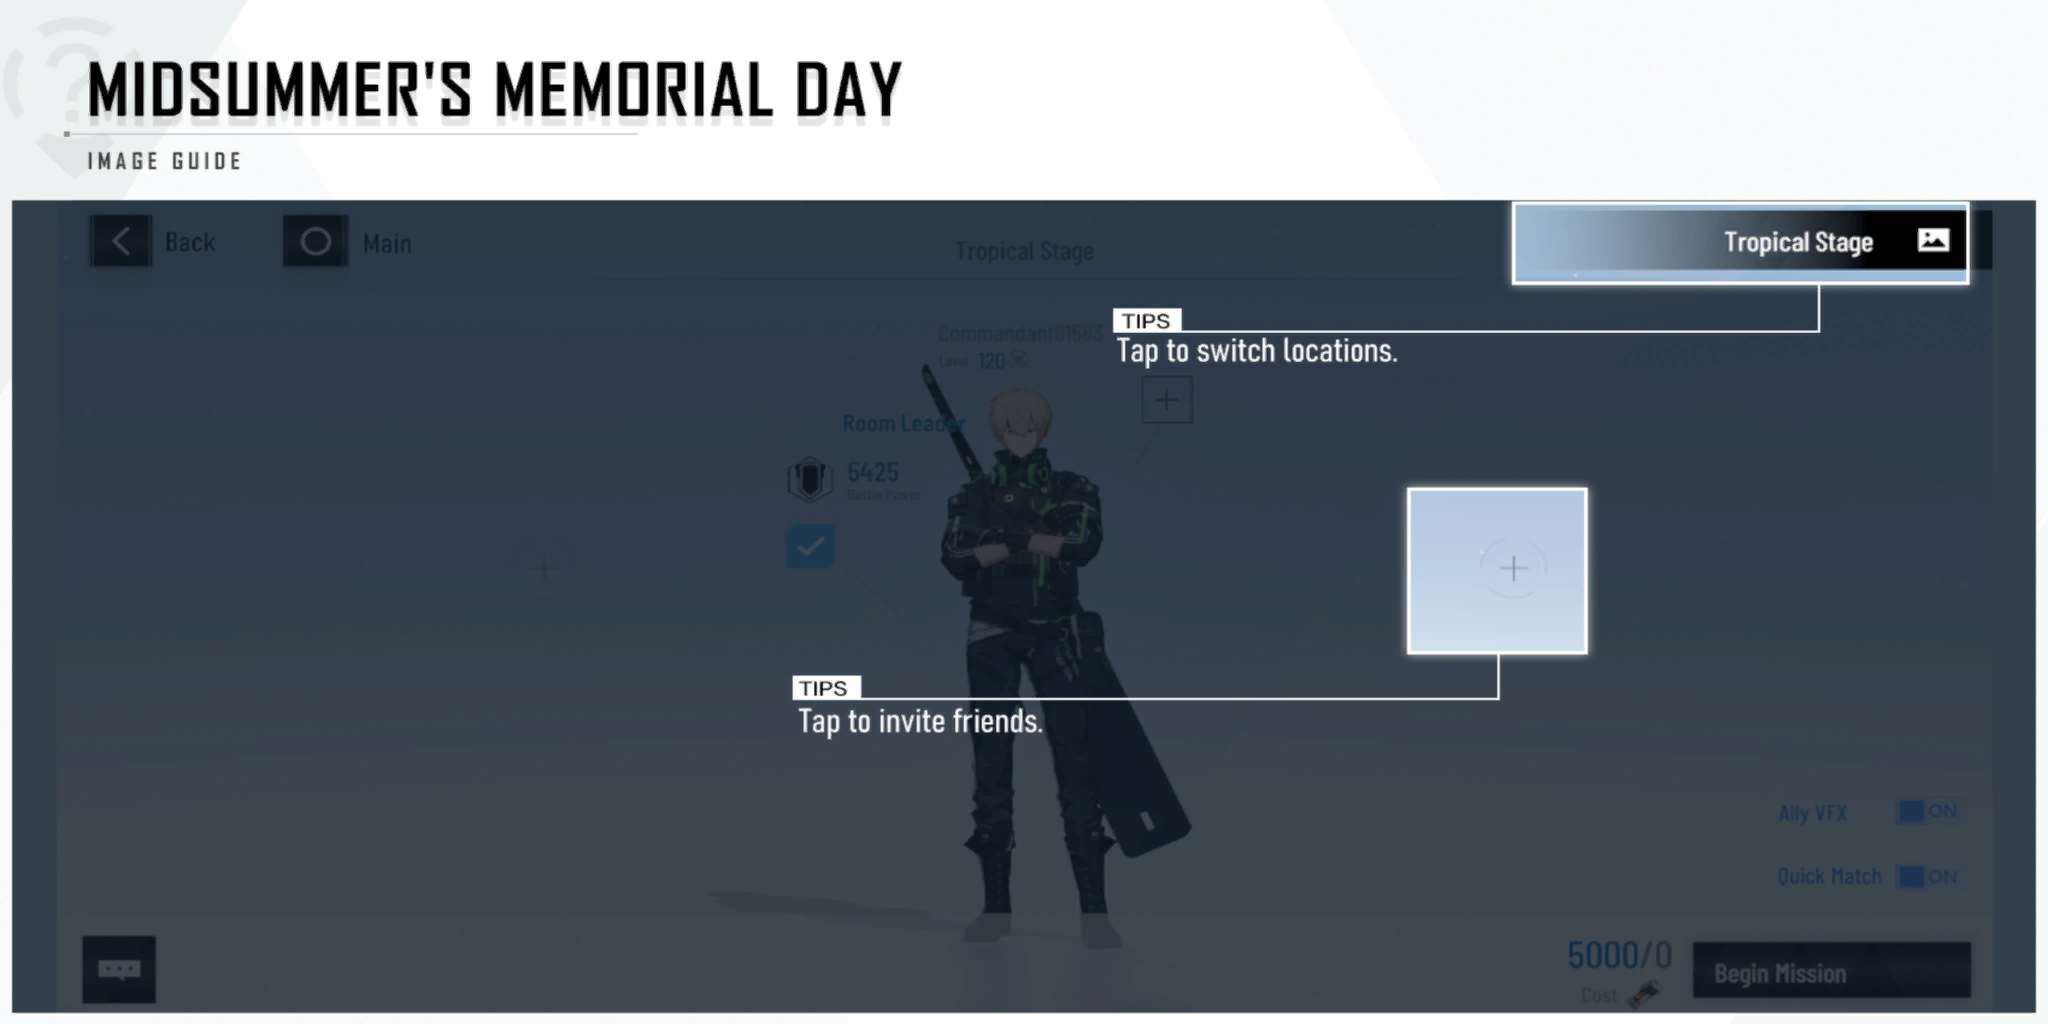 MIDSUMMER'S MEMORIAL DAY
IMAGE GUIDE
Back
Main
Tropical Stage
Tropical Stage
TIPS
Tap to switch locations.
Commandant01563
Level 120
Room Leader
5425
Battle Power
TIPS
Tap to invite friends.
Ally VFX ON
Quick Match ON
5000/0
Cost
Begin Mission